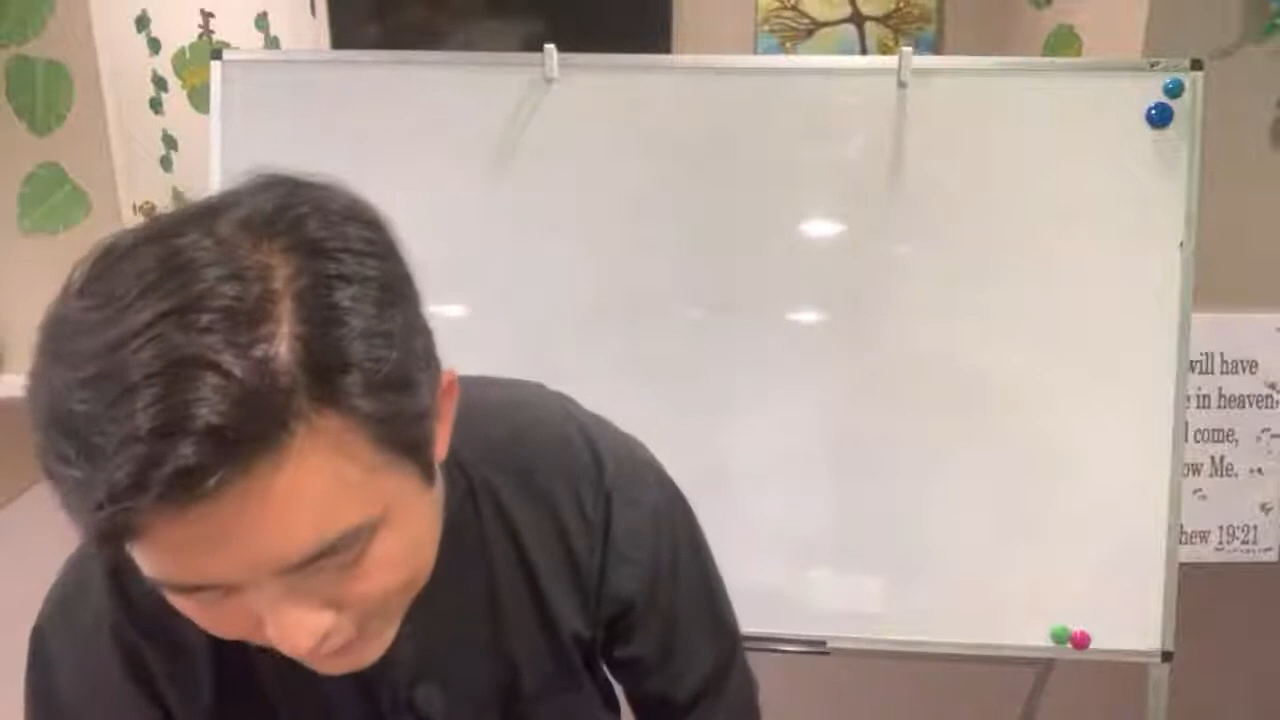 will have
in heaven.
come,
ow Me.
hew 19:21